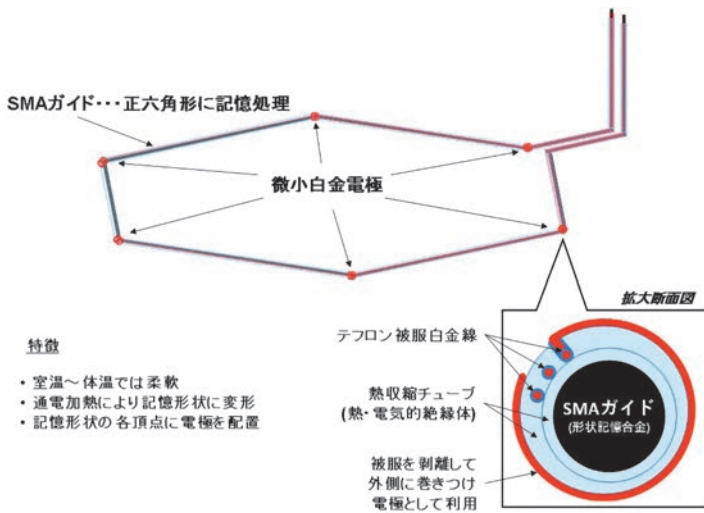 SMAガイド・・・正六角形に記憶処理
微小白金電極
拡大断面図
特徴
・室温～体温では柔軟
・通電加熱により記憶形状に変形
・記憶形状の各頂点に電極を配置
テフロン被服白金線
熱収縮チューブ
(熱・電気的絶縁体)
被服を剥離して
外側に巻きつけ
電極として利用
SMAガイド
(形状記憶合金)